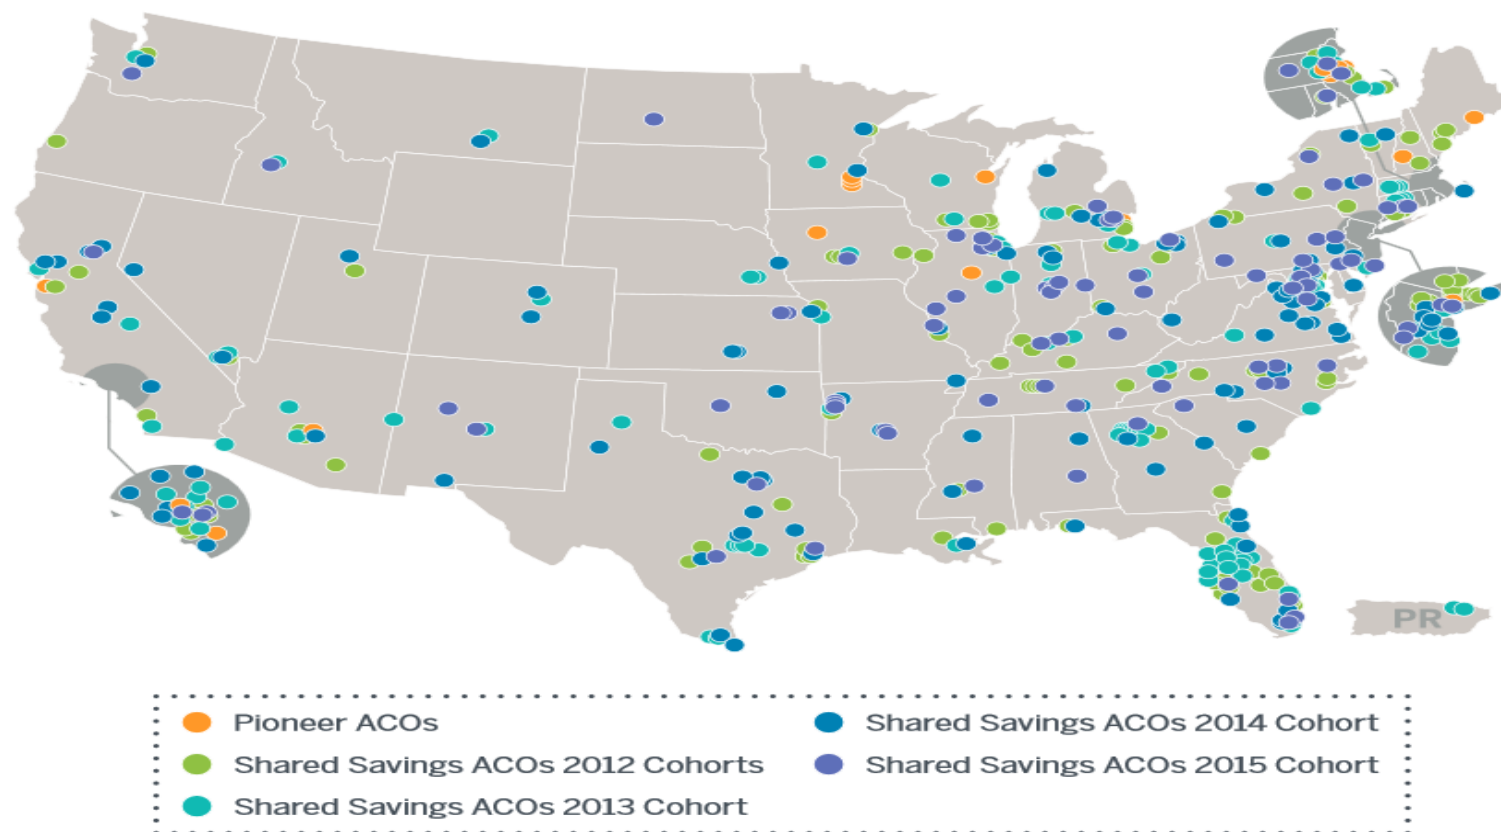 PR
Pioneer ACOs
Shared Savings ACOs 2014 Cohort
Shared Savings ACOs 2012 Cohorts
Shared Savings ACOs 2015 Cohort
Shared Savings ACOs 2013 Cohort